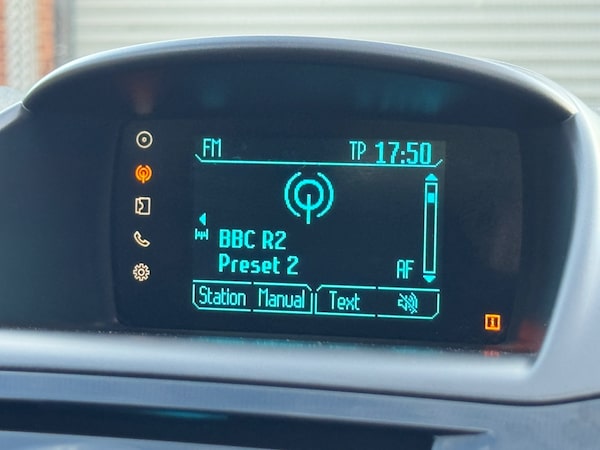 FM TP 17:50
BBC R2
Preset 2 AF
Station Manual Text